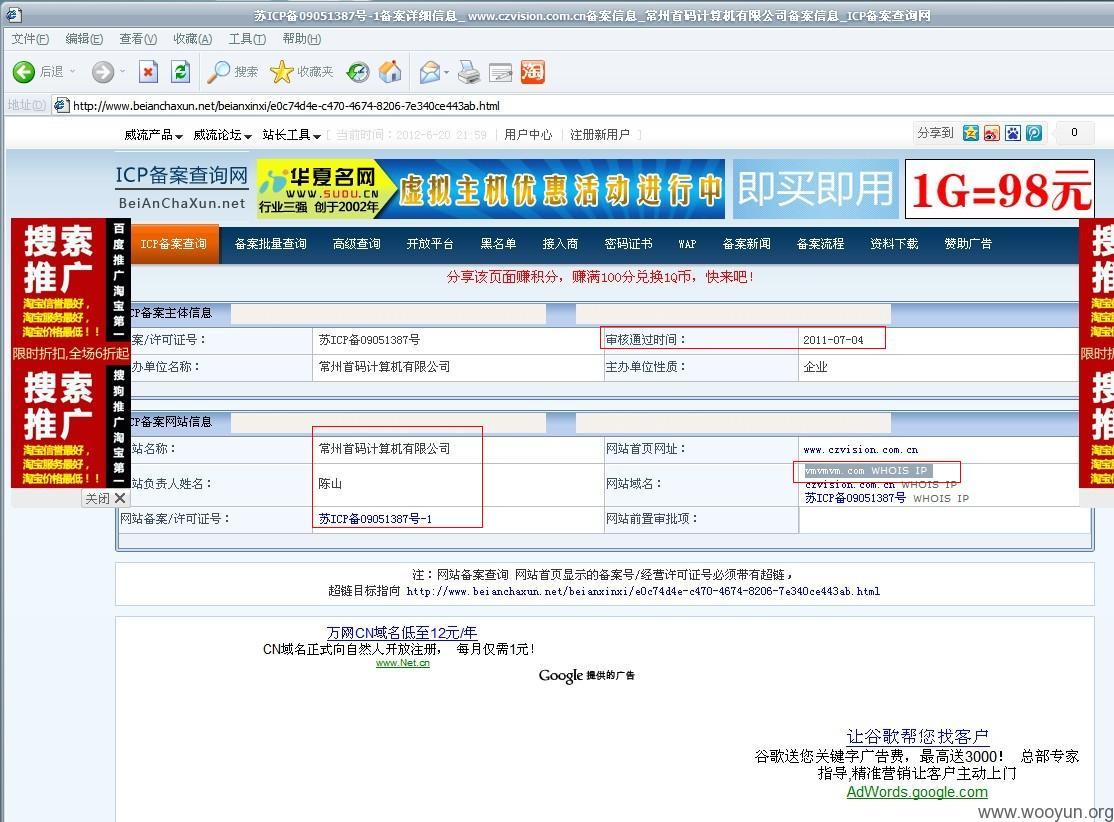 苏ICP备09051387号-1备案详细信息_ www.czvision.com.cn备案信息_常州首码计算机有限公司备案信息_ICP备案查询网
文件(F) 编辑(E) 查看(V) 收藏(A) 工具(T) 帮助(H)
后退 搜索 收藏夹 淘
地址(D) http://www.beianchaxun.net/beianxinxi/e0c74d4e-c470-4674-8206-7e340ce443ab.html
威流产品 威流论坛 站长工具 [ 当前时间：2012-6-20 21:59 | 用户中心 | 注册新用户 ] 分享到 0
ICP备案查询网
BeiAnChaXun.net
华夏名网
www.SUDU.CN
行业三强 创于2002年
虚拟主机优惠活动进行中
即买即用
1G=98元
ICP备案查询 备案批量查询 高级查询 开放平台 黑名单 接入商 密码证书 WAP 备案新闻 备案流程 资料下载 赞助广告
分享该页面赚积分，赚满100分兑换1Q币，快来吧！
搜索
推广
淘宝信誉最好，
淘宝服务最好，
淘宝价格最低！！
百度推广淘宝第一
限时折扣,全场6折起
搜索
推广
淘宝信誉最好，
淘宝服务最好，
淘宝价格最低！！
搜狗推广淘宝第一
关闭 X
CP备案主体信息
案/许可证号： 苏ICP备09051387号 审核通过时间： 2011-07-04
办单位名称： 常州首码计算机有限公司 主办单位性质： 企业
CP备案网站信息
站名称： 常州首码计算机有限公司 网站首页网址： www.czvision.com.cn
站负责人姓名： 陈山 网站域名： vmvmvm.com WHOIS IP
czvision.com.cn WHOIS IP
苏ICP备09051387号 WHOIS IP
网站备案/许可证号： 苏ICP备09051387号-1 网站前置审批项：
注：网站备案查询 网站首页显示的备案号/经营许可证号必须带有超链，
超链目标指向 http://www.beianchaxun.net/beianxinxi/e0c74d4e-c470-4674-8206-7e340ce443ab.html
万网CN域名低至12元/年
CN域名正式向自然人开放注册， 每月仅需1元！
www.Net.cn
Google 提供的广告
让谷歌帮您找客户
谷歌送您关键字广告费，最高送3000！ 总部专家
指导,精准营销让客户主动上门
AdWords.google.com
www.wooyun.org